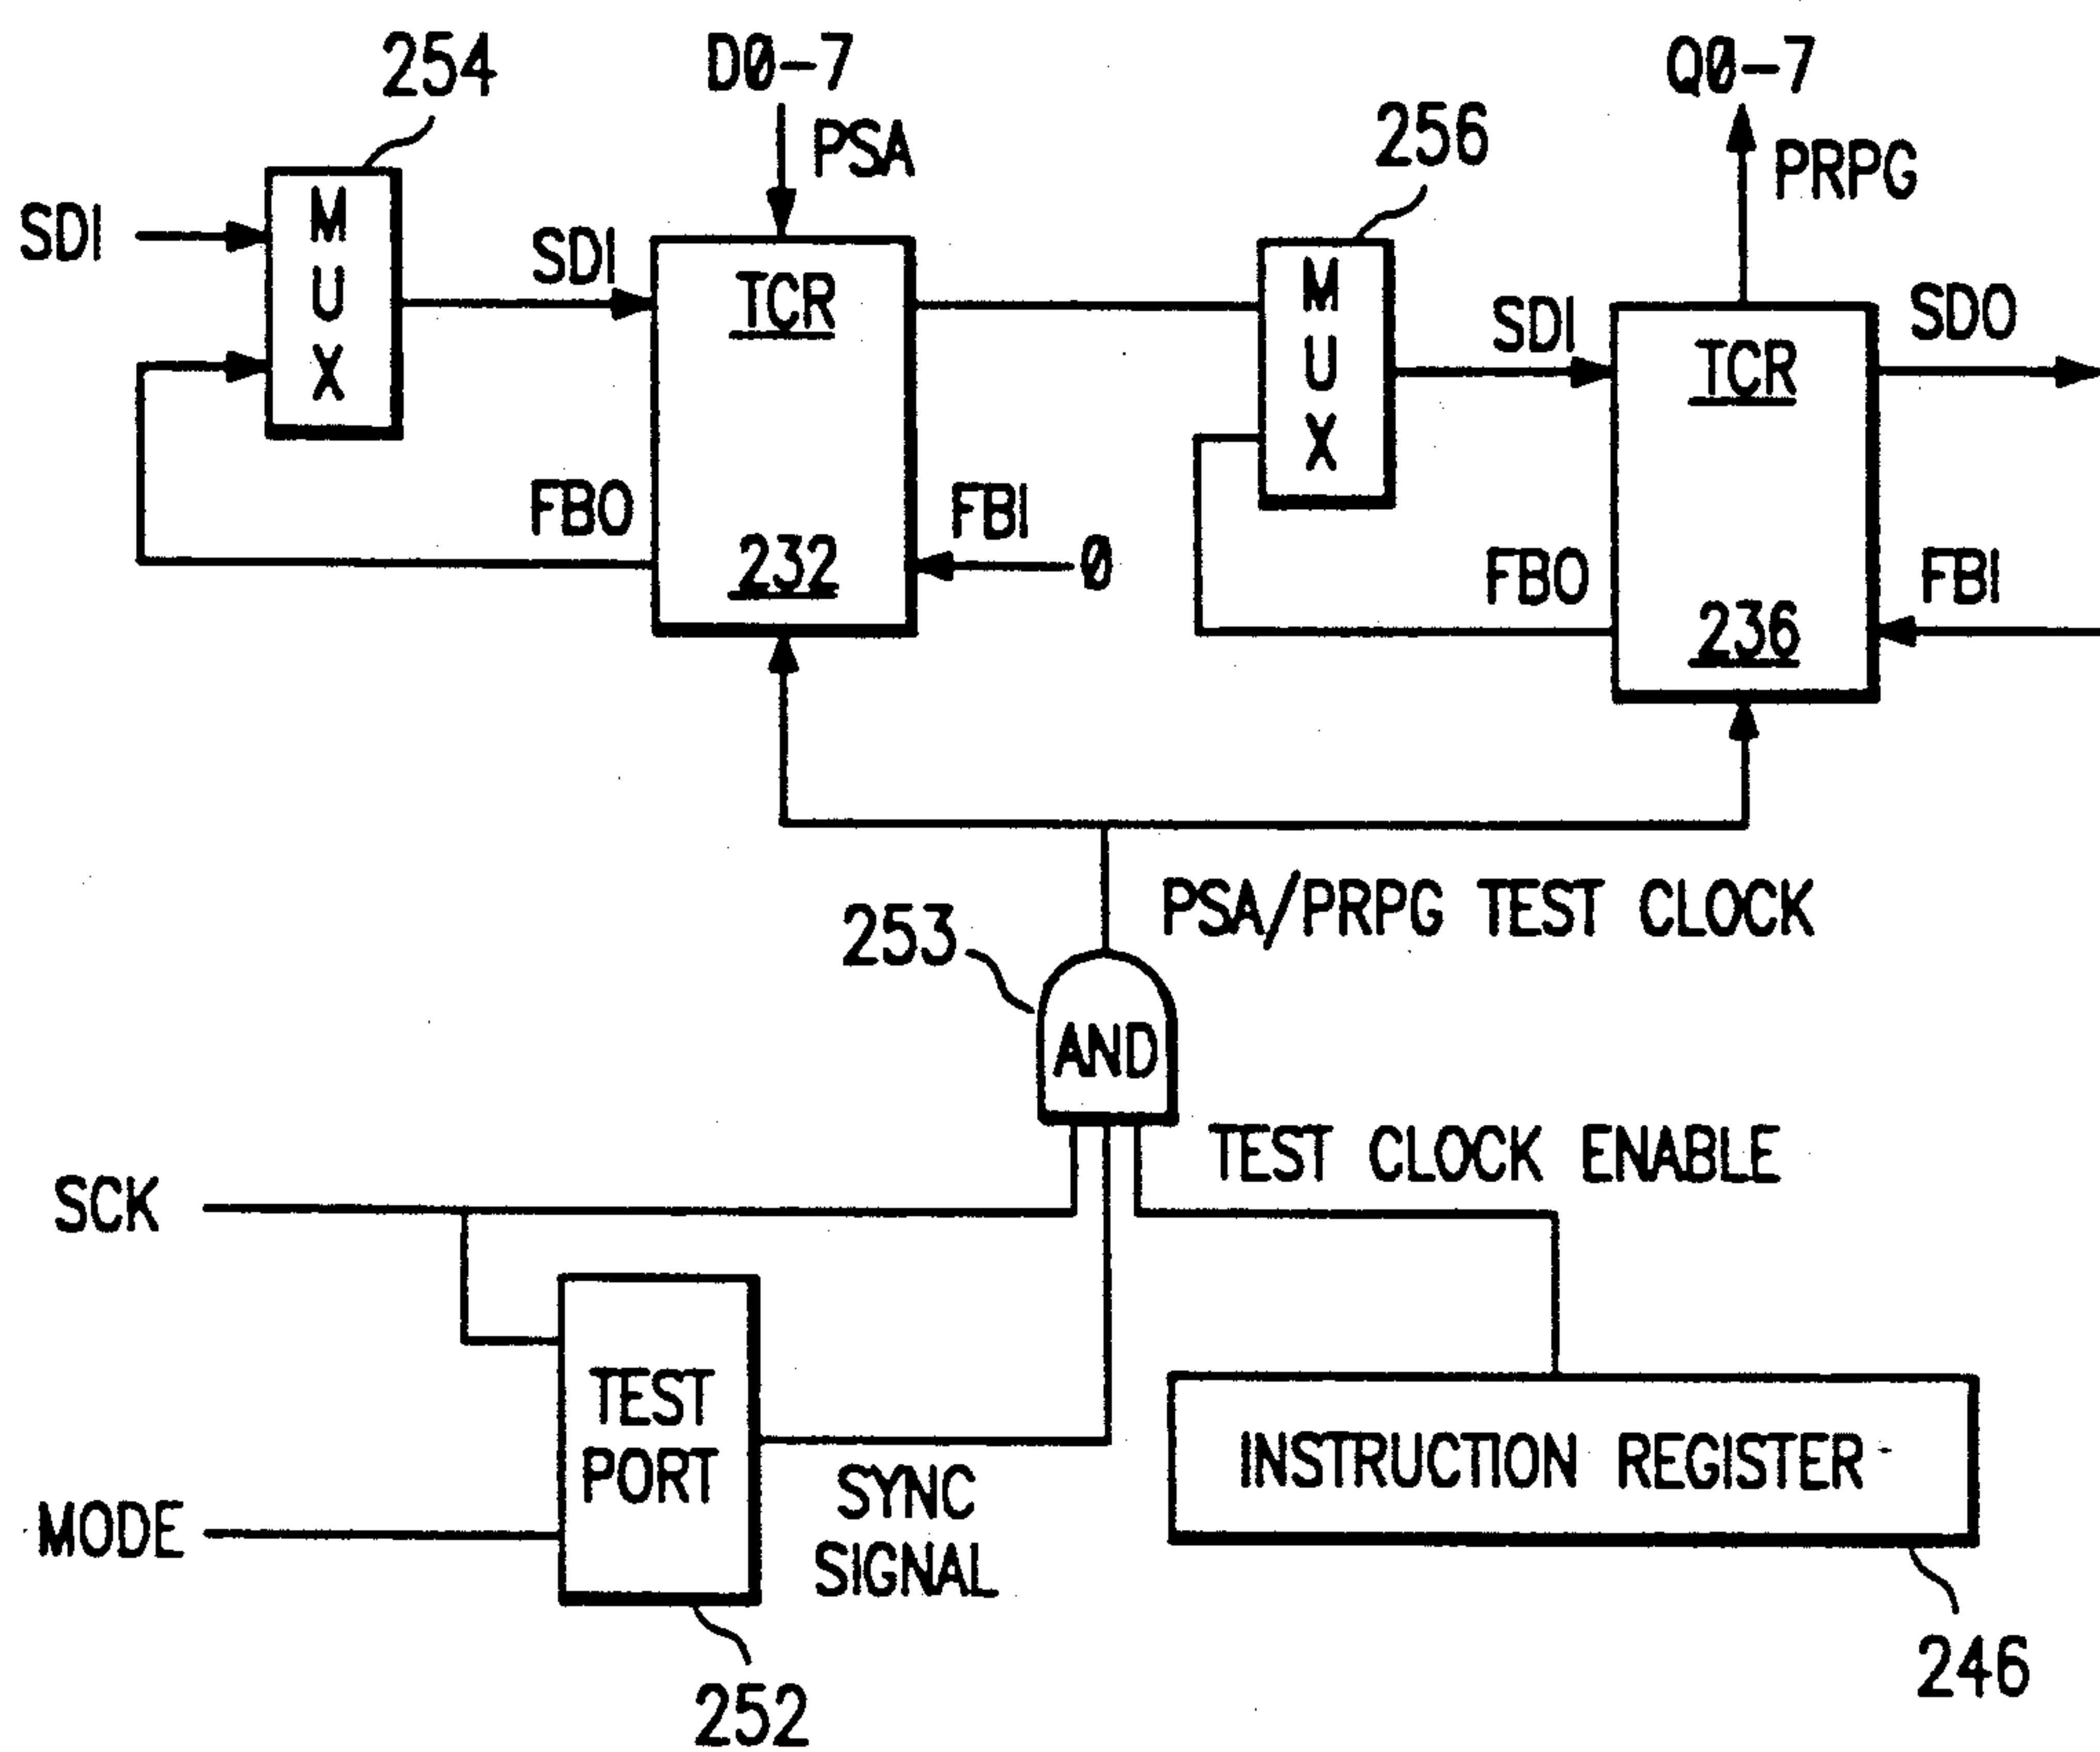 254
D0-7
Q0-7
PSA
256
PRPG
SDI
MUX
SDI
TCR
MUX
SDI
TCR
SDO
FBO
FBI
0
232
FBO
FBI
236
PSA/PRPG TEST CLOCK
253
AND
TEST CLOCK ENABLE
SCK
TEST
PORT
INSTRUCTION REGISTER
SYNC
SIGNAL
MODE
252
246